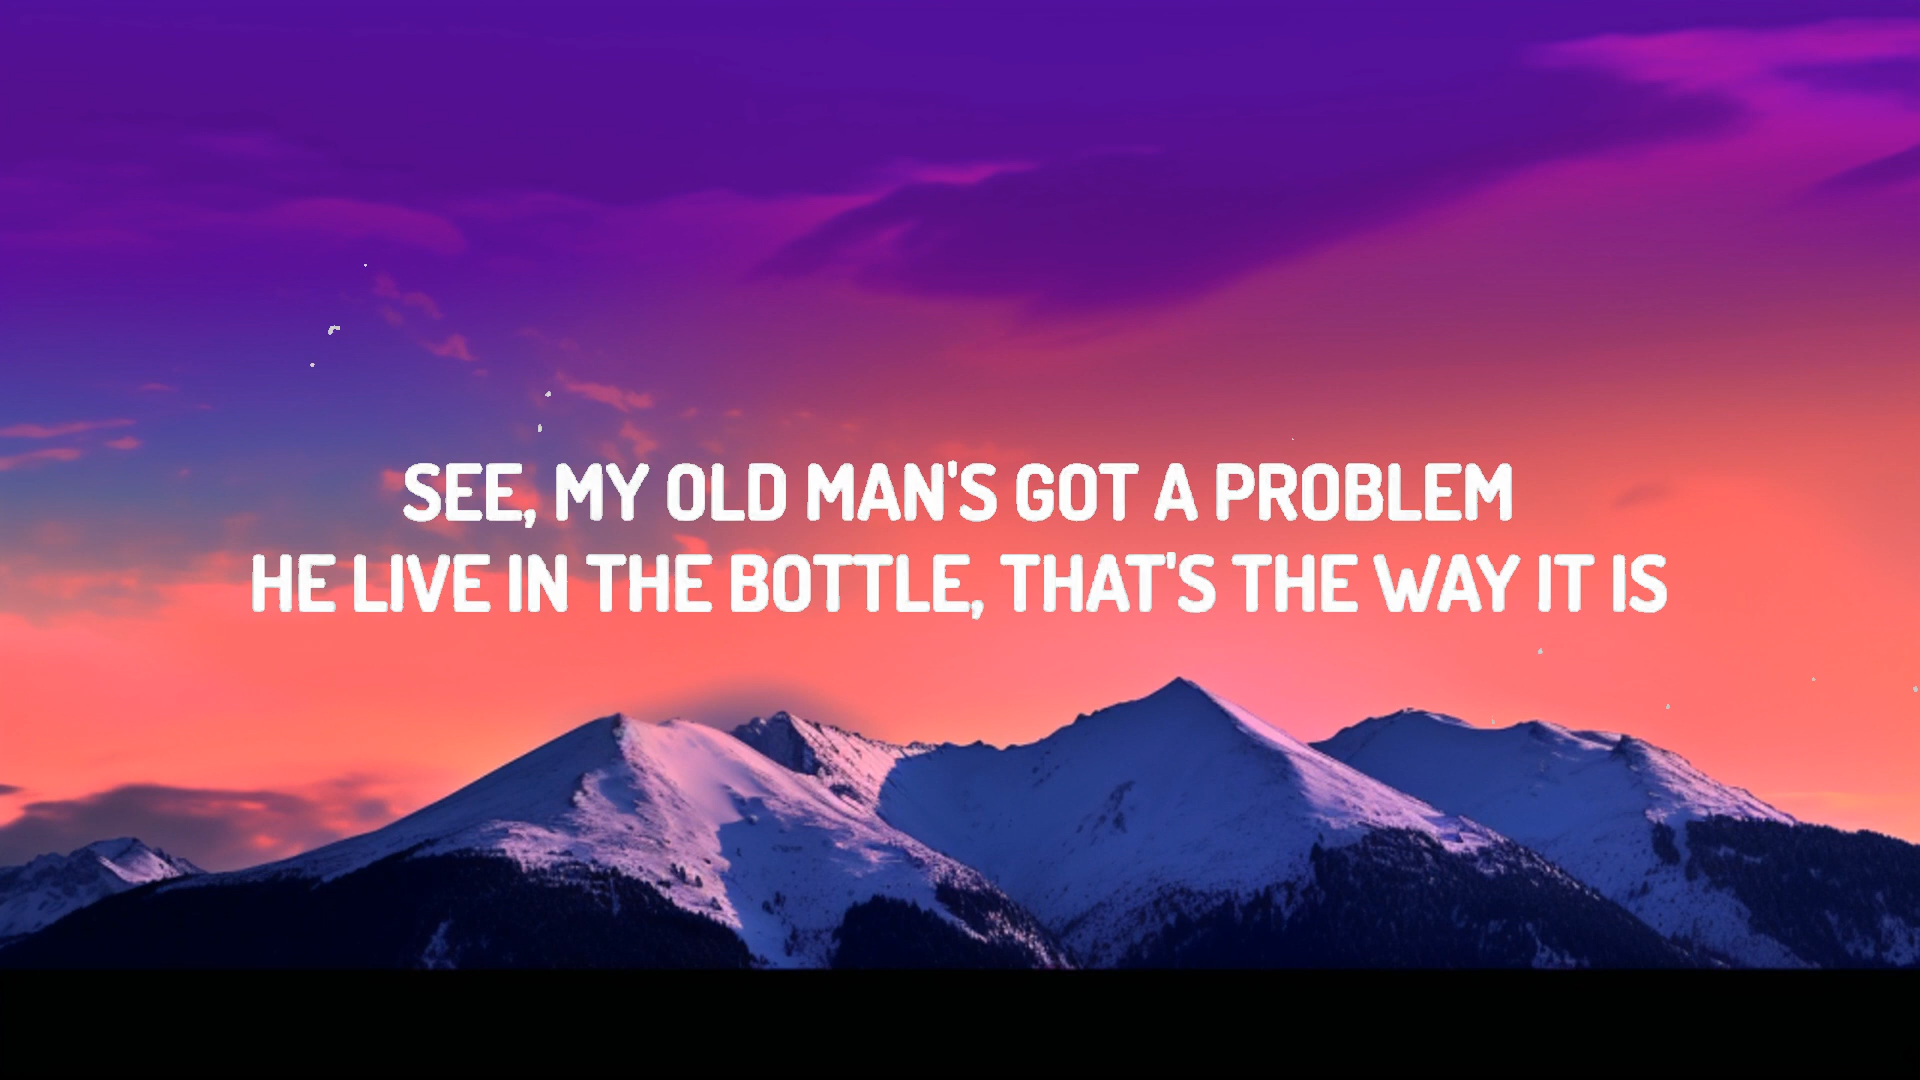 SEE, MY OLD MAN'S GOT A PROBLEM
HE LIVE IN THE BOTTLE, THAT'S THE WAY IT IS